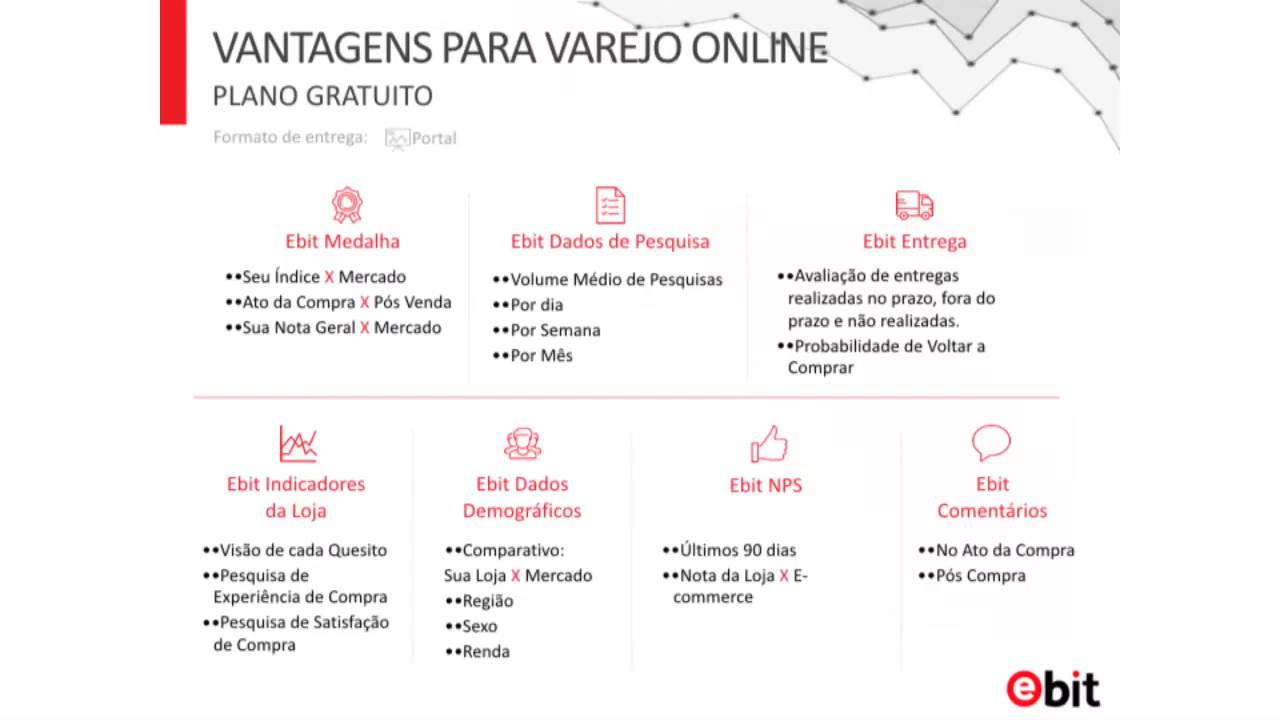 VANTAGENS PARA VAREJO ONLINE
PLANO GRATUITO
Formato de entrega: Portal
Ebit Medalha
••Seu Índice X Mercado
••Ato da Compra X Pós Venda
••Sua Nota Geral X Mercado
Ebit Dados de Pesquisa
••Volume Médio de Pesquisas
••Por dia
••Por Semana
••Por Mês
Ebit Entrega
••Avaliação de entregas
realizadas no prazo, fora do
prazo e não realizadas.
••Probabilidade de Voltar a
Comprar
Ebit Indicadores
da Loja
••Visão de cada Quesito
••Pesquisa de
Experiência de Compra
••Pesquisa de Satisfação
de Compra
Ebit Dados
Demográficos
••Comparativo:
Sua Loja X Mercado
••Região
••Sexo
••Renda
Ebit NPS
••Últimos 90 dias
••Nota da Loja X E-
commerce
Ebit
Comentários
••No Ato da Compra
••Pós Compra
ebit